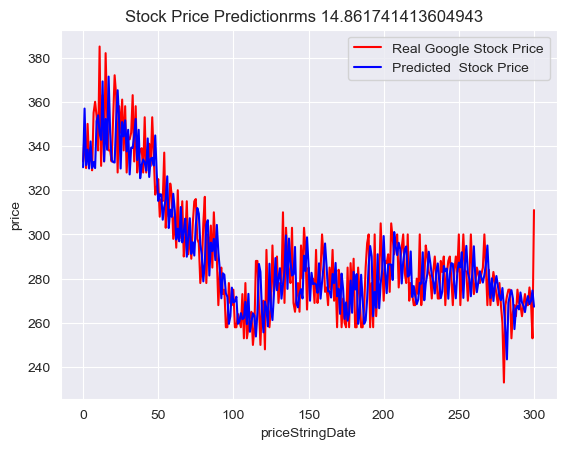 Stock Price Predictionrms 14.861741413604943
Real Google Stock Price
Predicted  Stock Price
380
360
340
320
300
280
260
240
price
0 50 100 150 200 250 300
priceStringDate